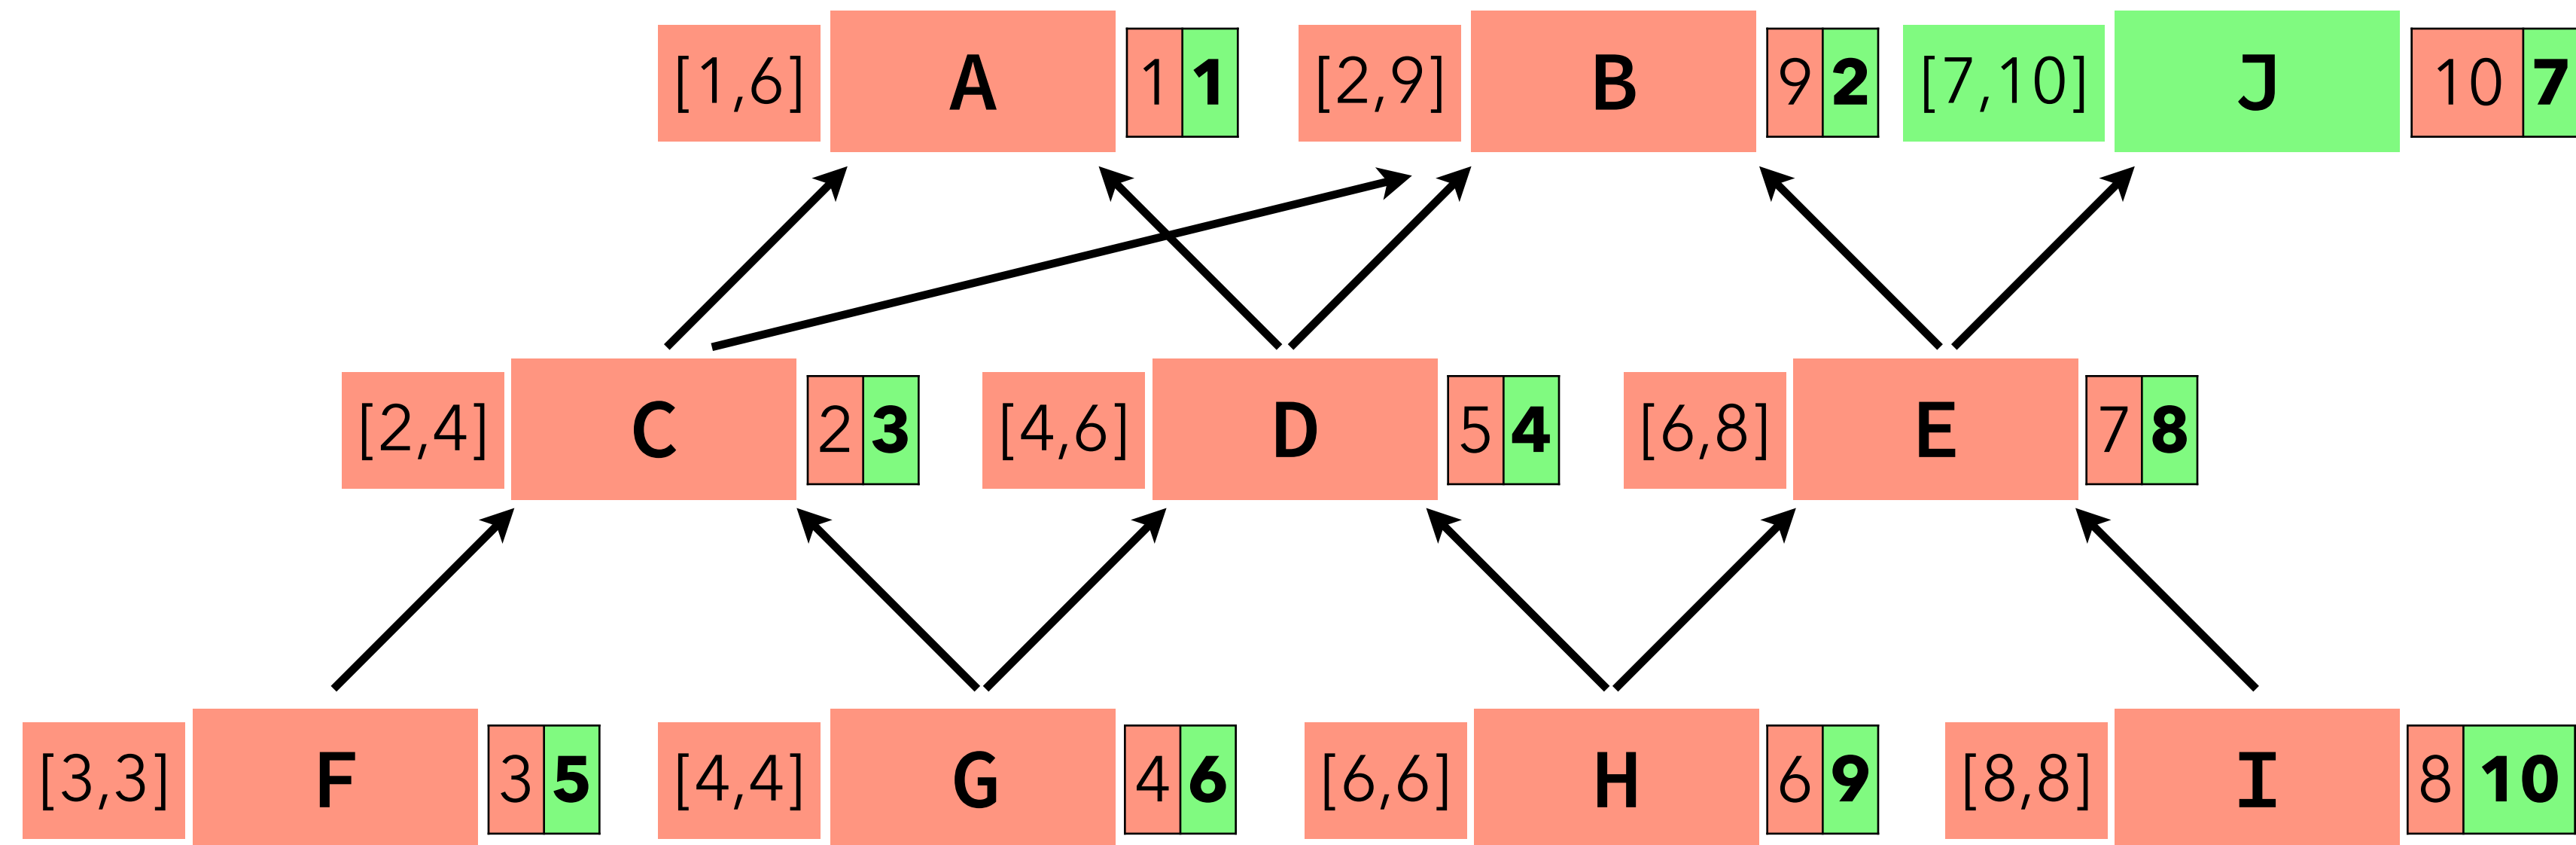 [1,6] A 1 1 [2,9] B 9 2 [7,10] J 10 7
[2,4] C 2 3 [4,6] D 5 4 [6,8] E 7 8
[3,3] F 3 5 [4,4] G 4 6 [6,6] H 6 9 [8,8] I 8 10